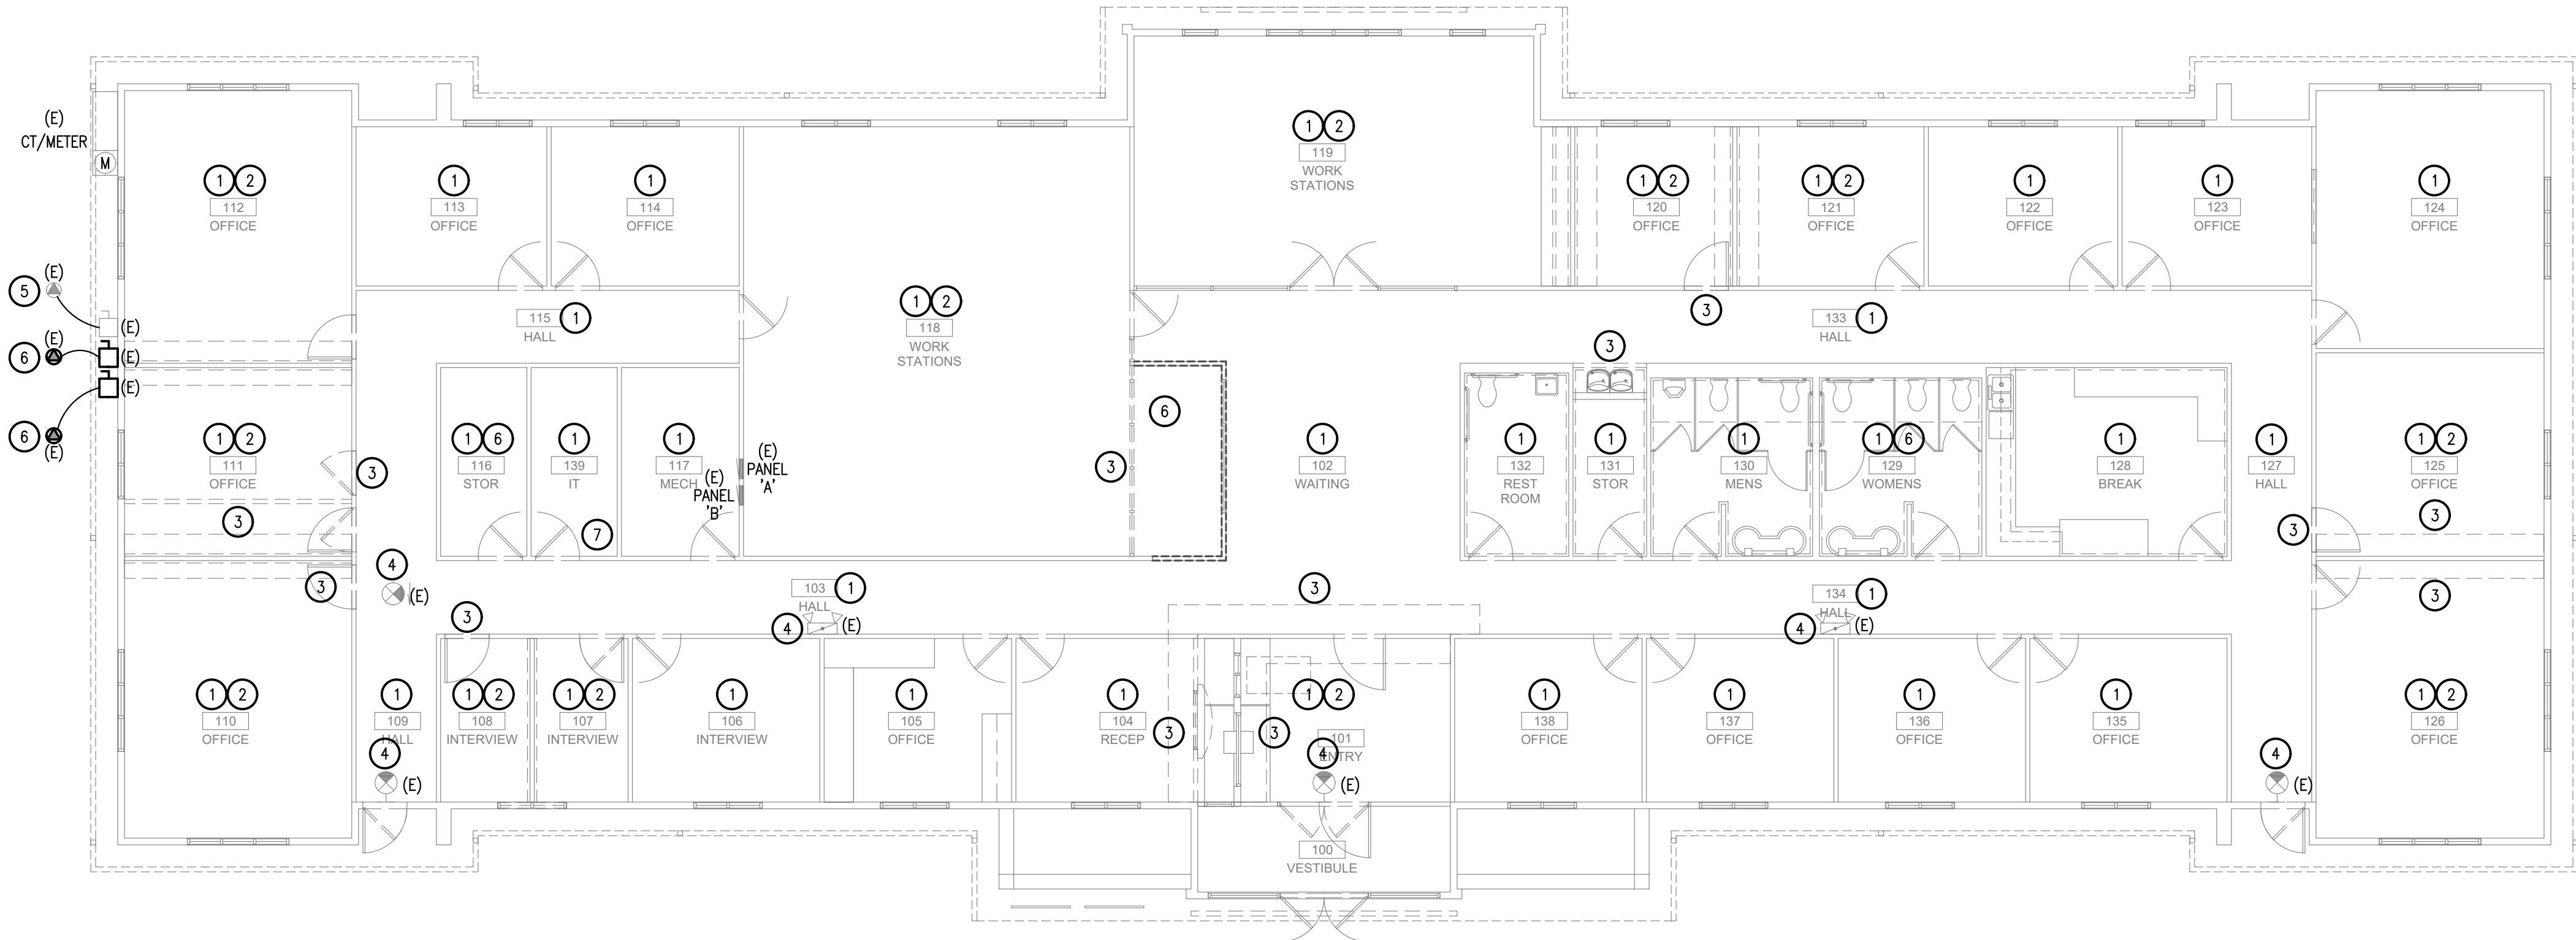 1 2
119
WORK
STATIONS
(E)
CT/METER
M
1 2
112
OFFICE
1
113
OFFICE
1
114
OFFICE
1 2
120
OFFICE
1 2
121
OFFICE
1
122
OFFICE
1
123
OFFICE
1
124
OFFICE
(E)
5
(E)
(E)
6
(E)
(E)
6
(E)
115 1
HALL
1 2
118
WORK
STATIONS
3
133 1
HALL
3
1 2
111
OFFICE
3
3
1 6
116
STOR
1
139
IT
7
1
117
MECH
(E)
PANEL
'A'
(E)
PANEL
'B'
6
3
1
102
WAITING
1
132
REST
ROOM
1
131
STOR
1
130
MENS
1 6
129
WOMENS
1
128
BREAK
1
127
HALL
1 2
125
OFFICE
3
3
4
(E)
3
3
103 1
HALL
4 (E)
3
134 1
HALL
4 (E)
3
1 2
110
OFFICE
1
109
HALL
4
(E)
1 2
108
INTERVIEW
1 2
107
INTERVIEW
1
106
INTERVIEW
1
105
OFFICE
1
104
RECEP
3
3
1 2
101
ENTRY
4
(E)
1
138
OFFICE
1
137
OFFICE
1
136
OFFICE
1
135
OFFICE
4
(E)
1 2
126
OFFICE
100
VESTIBULE